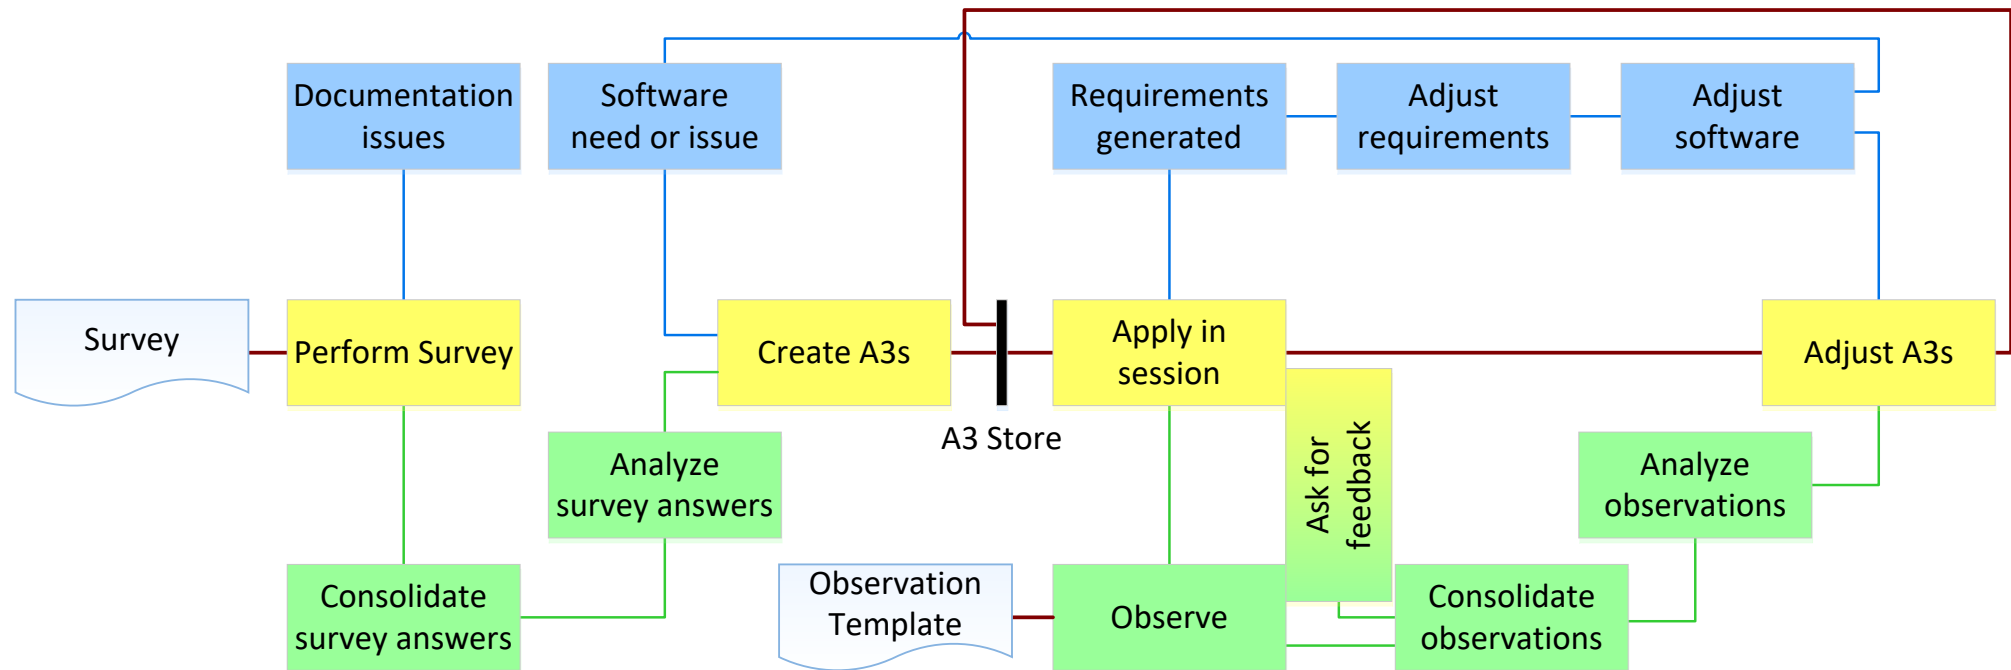 Documentation
issues
Software
need or issue
Requirements
generated
Adjust
requirements
Adjust
software
Survey
Perform Survey
Create A3s
A3 Store
Apply in
session
Adjust A3s
Ask for
feedback
Analyze
survey answers
Analyze
observations
Consolidate
survey answers
Observation
Template
Observe
Consolidate
observations